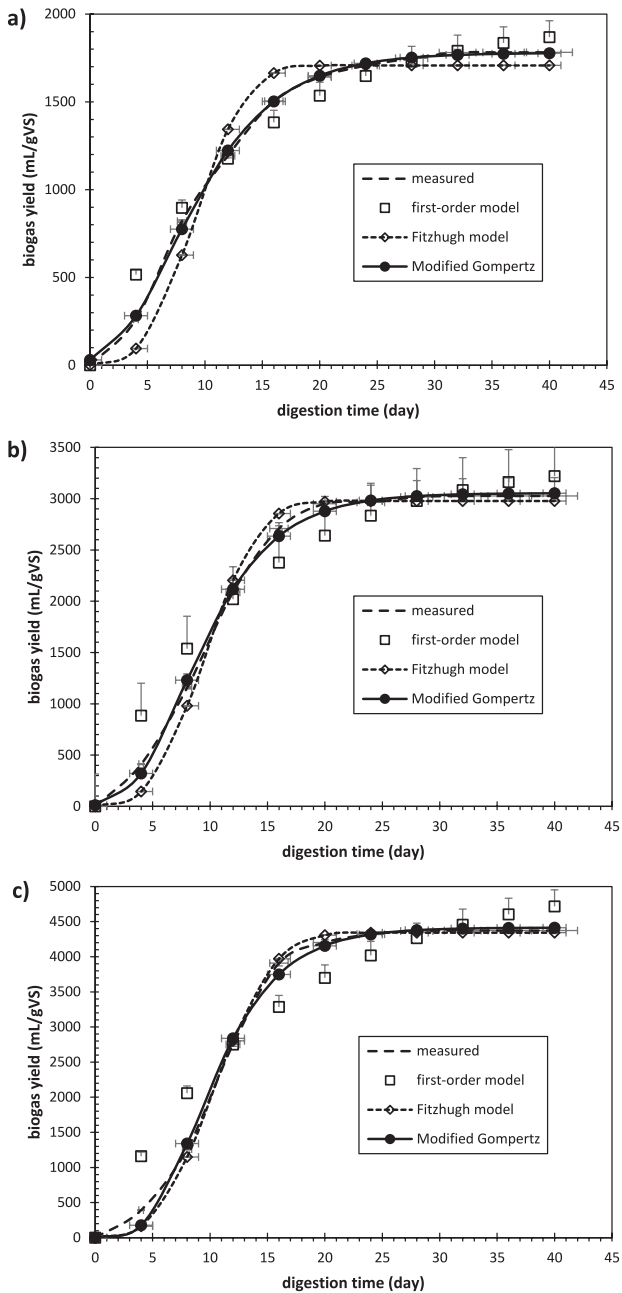 a)
2000
1500
1000
500
0
biogas yield (mL/gVS)
measured
first-order model
Fitzhugh model
Modified Gompertz
0 5 10 15 20 25 30 35 40 45
digestion time (day)
b)
3500
3000
2500
2000
1500
1000
500
0
biogas yield (mL/gVS)
measured
first-order model
Fitzhugh model
Modified Gompertz
0 5 10 15 20 25 30 35 40 45
digestion time (day)
c)
5000
4500
4000
3500
3000
2500
2000
1500
1000
500
0
biogas yield (mL/gVS)
measured
first-order model
Fitzhugh model
Modified Gompertz
0 5 10 15 20 25 30 35 40 45
digestion time (day)